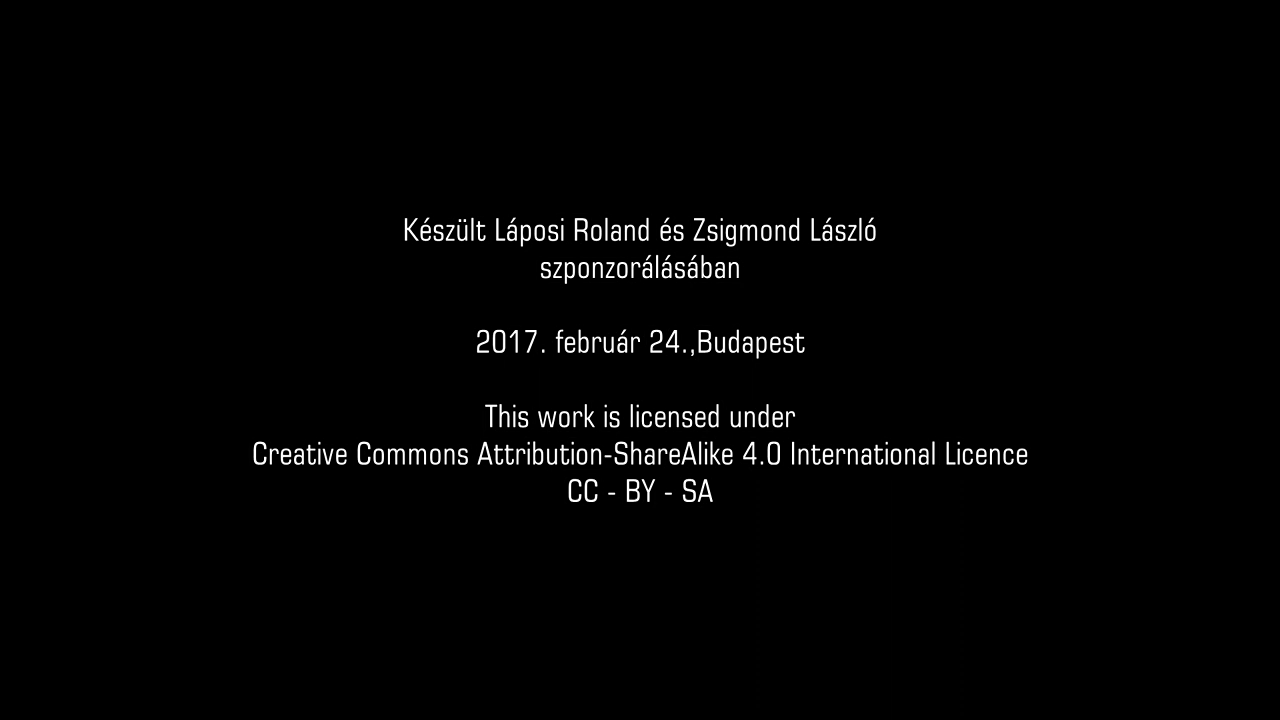 Készült Láposi Roland és Zsigmond László
szponzorálásában
2017. február 24.,Budapest
This work is licensed under
Creative Commons Attribution-ShareAlike 4.0 International Licence
CC - BY - SA